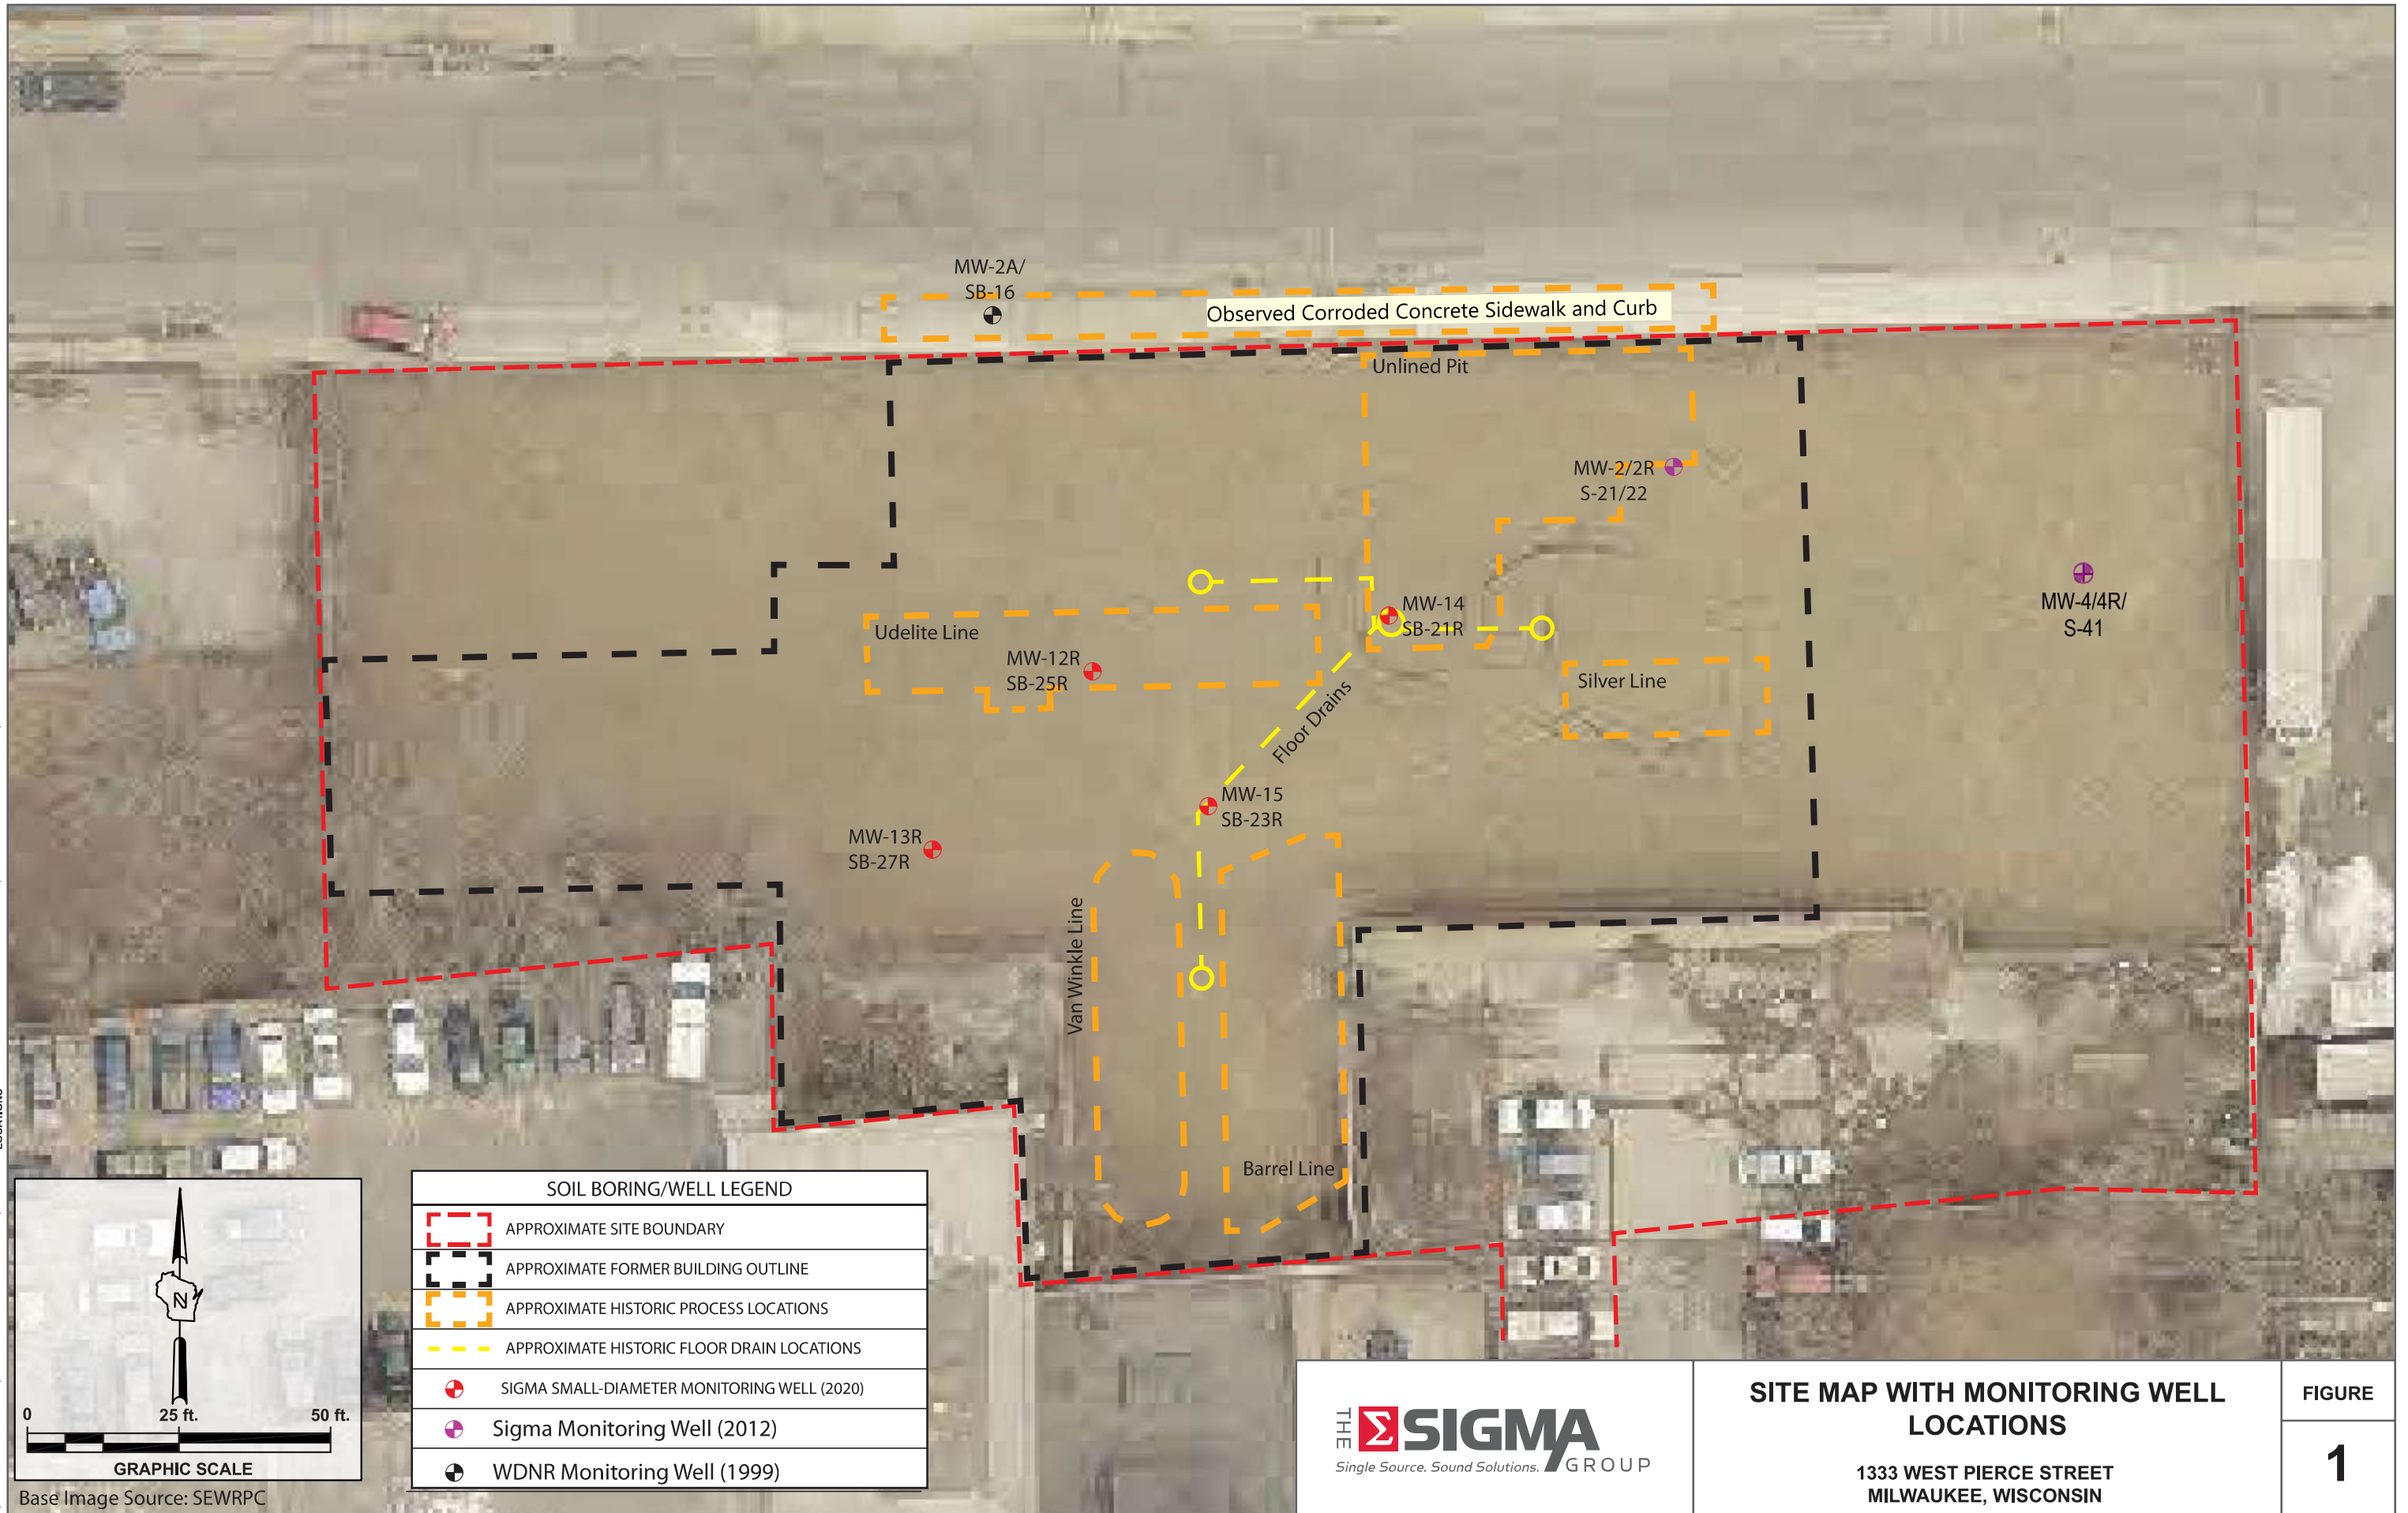 MW-2A/
SB-16
Observed Corroded Concrete Sidewalk and Curb
Unlined Pit
MW-2/2R
S-21/22
MW-4/4R/
S-41
MW-14
SB-21R
Udelite Line
MW-12R
SB-25R
Silver Line
Floor Drains
MW-15
SB-23R
MW-13R
SB-27R
Van Winkle Line
Barrel Line
LOCATIONS
N
0 25 ft. 50 ft.
GRAPHIC SCALE
Base Image Source: SEWRPC
SOIL BORING/WELL LEGEND
APPROXIMATE SITE BOUNDARY
APPROXIMATE FORMER BUILDING OUTLINE
APPROXIMATE HISTORIC PROCESS LOCATIONS
APPROXIMATE HISTORIC FLOOR DRAIN LOCATIONS
SIGMA SMALL-DIAMETER MONITORING WELL (2020)
Sigma Monitoring Well (2012)
WDNR Monitoring Well (1999)
THE Σ SIGMA
GROUP
Single Source. Sound Solutions.
SITE MAP WITH MONITORING WELL
LOCATIONS
1333 WEST PIERCE STREET
MILWAUKEE, WISCONSIN
FIGURE
1